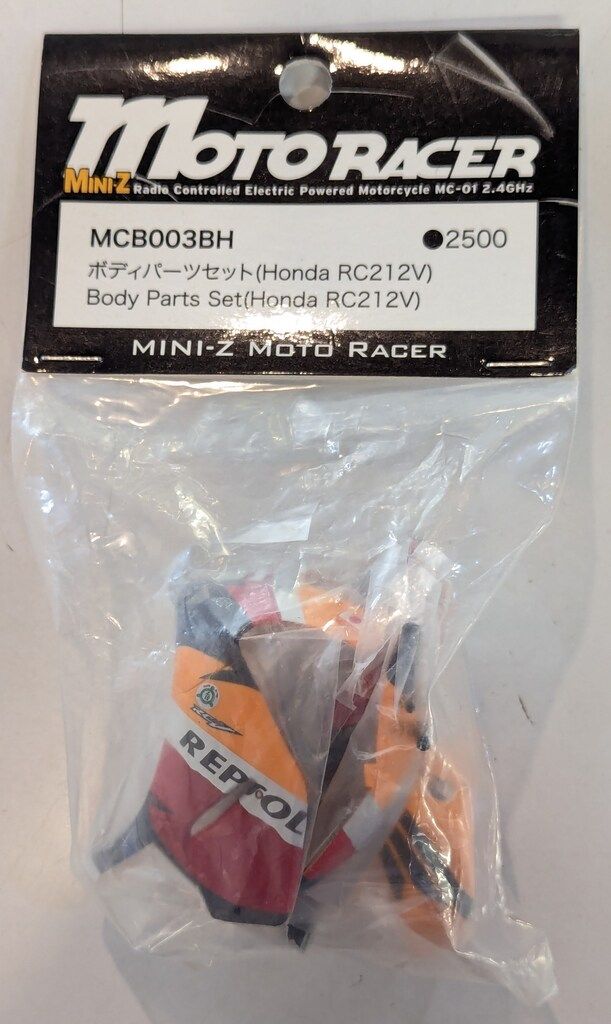 MOTO RACER
MINI-Z Radio Controlled Electric Powered Motorcycle MC-01 2.4GHz
MCB003BH ●2500
ボディパーツセット(Honda RC212V)
Body Parts Set(Honda RC212V)
MINI-Z MOTO RACER
REPSOL